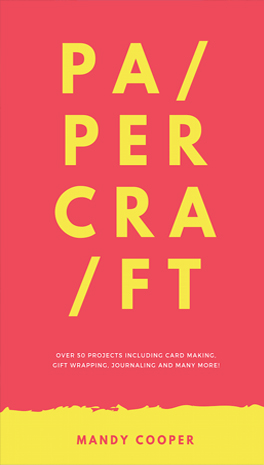 PA/
PER
CRA
/FT
OVER 50 PROJECTS INCLUDING CARD MAKING,
GIFT WRAPPING, JOURNALING AND MANY MORE!
MANDY COOPER